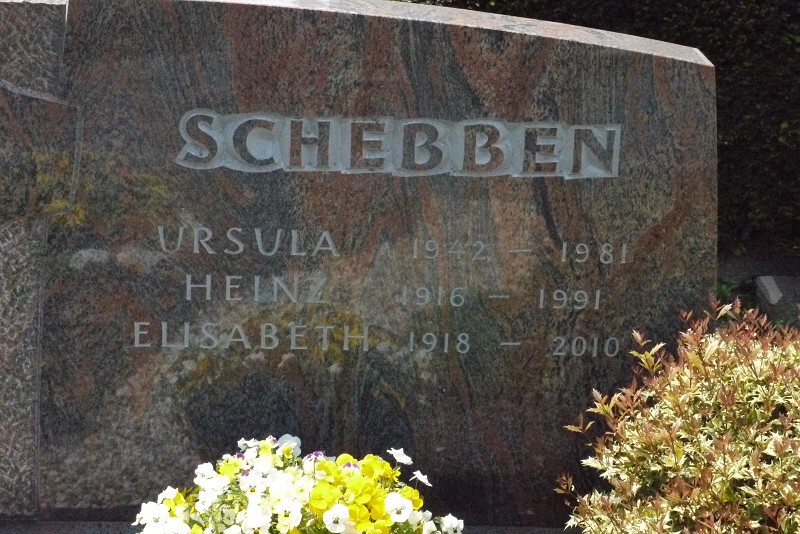 SCHEBBEN
URSULA 1942 – 1981
HEINZ 1916 – 1991
ELISABETH 1918 – 2010